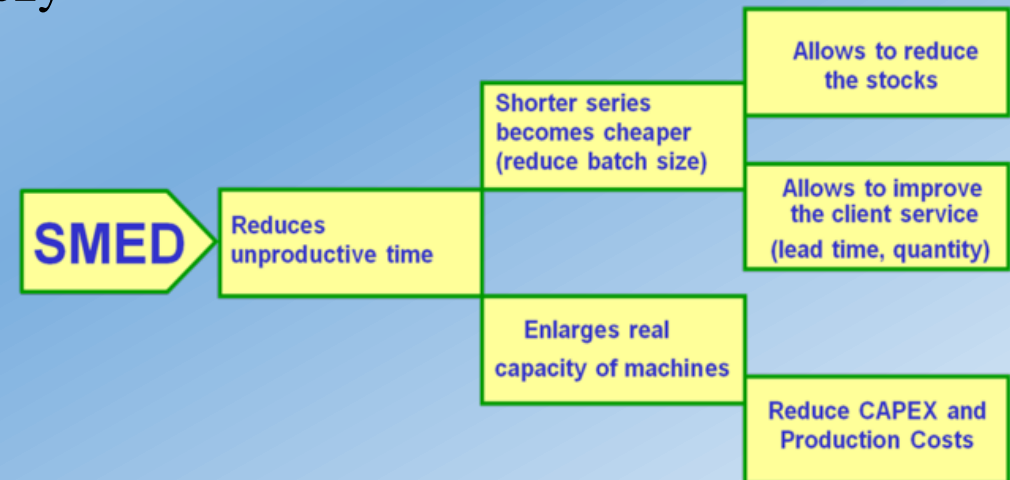 SMED
Reduces
unproductive time
Shorter series
becomes cheaper
(reduce batch size)
Enlarges real
capacity of machines
Allows to reduce
the stocks
Allows to improve
the client service
(lead time, quantity)
Reduce CAPEX and
Production Costs